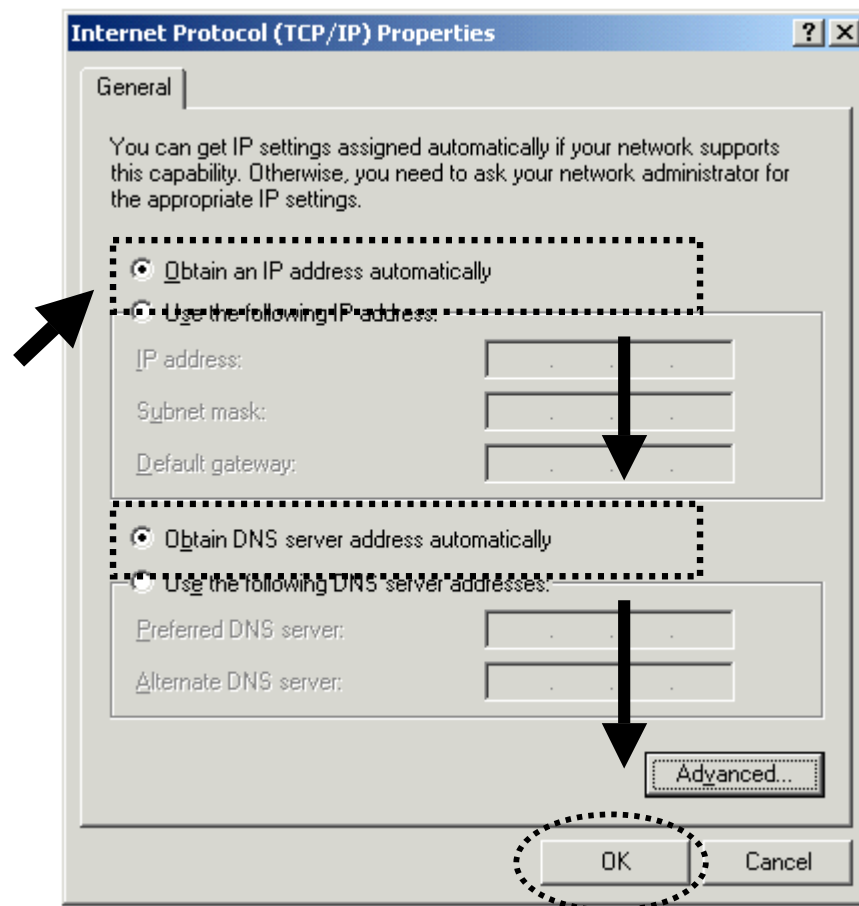 Internet Protocol (TCP/IP) Properties
General
You can get IP settings assigned automatically if your network supports
this capability. Otherwise, you need to ask your network administrator for
the appropriate IP settings.
Obtain an IP address automatically
Use the following IP address:
IP address:
Subnet mask:
Default gateway:
Obtain DNS server address automatically
Use the following DNS server addresses:
Preferred DNS server:
Alternate DNS server:
Advanced...
OK Cancel